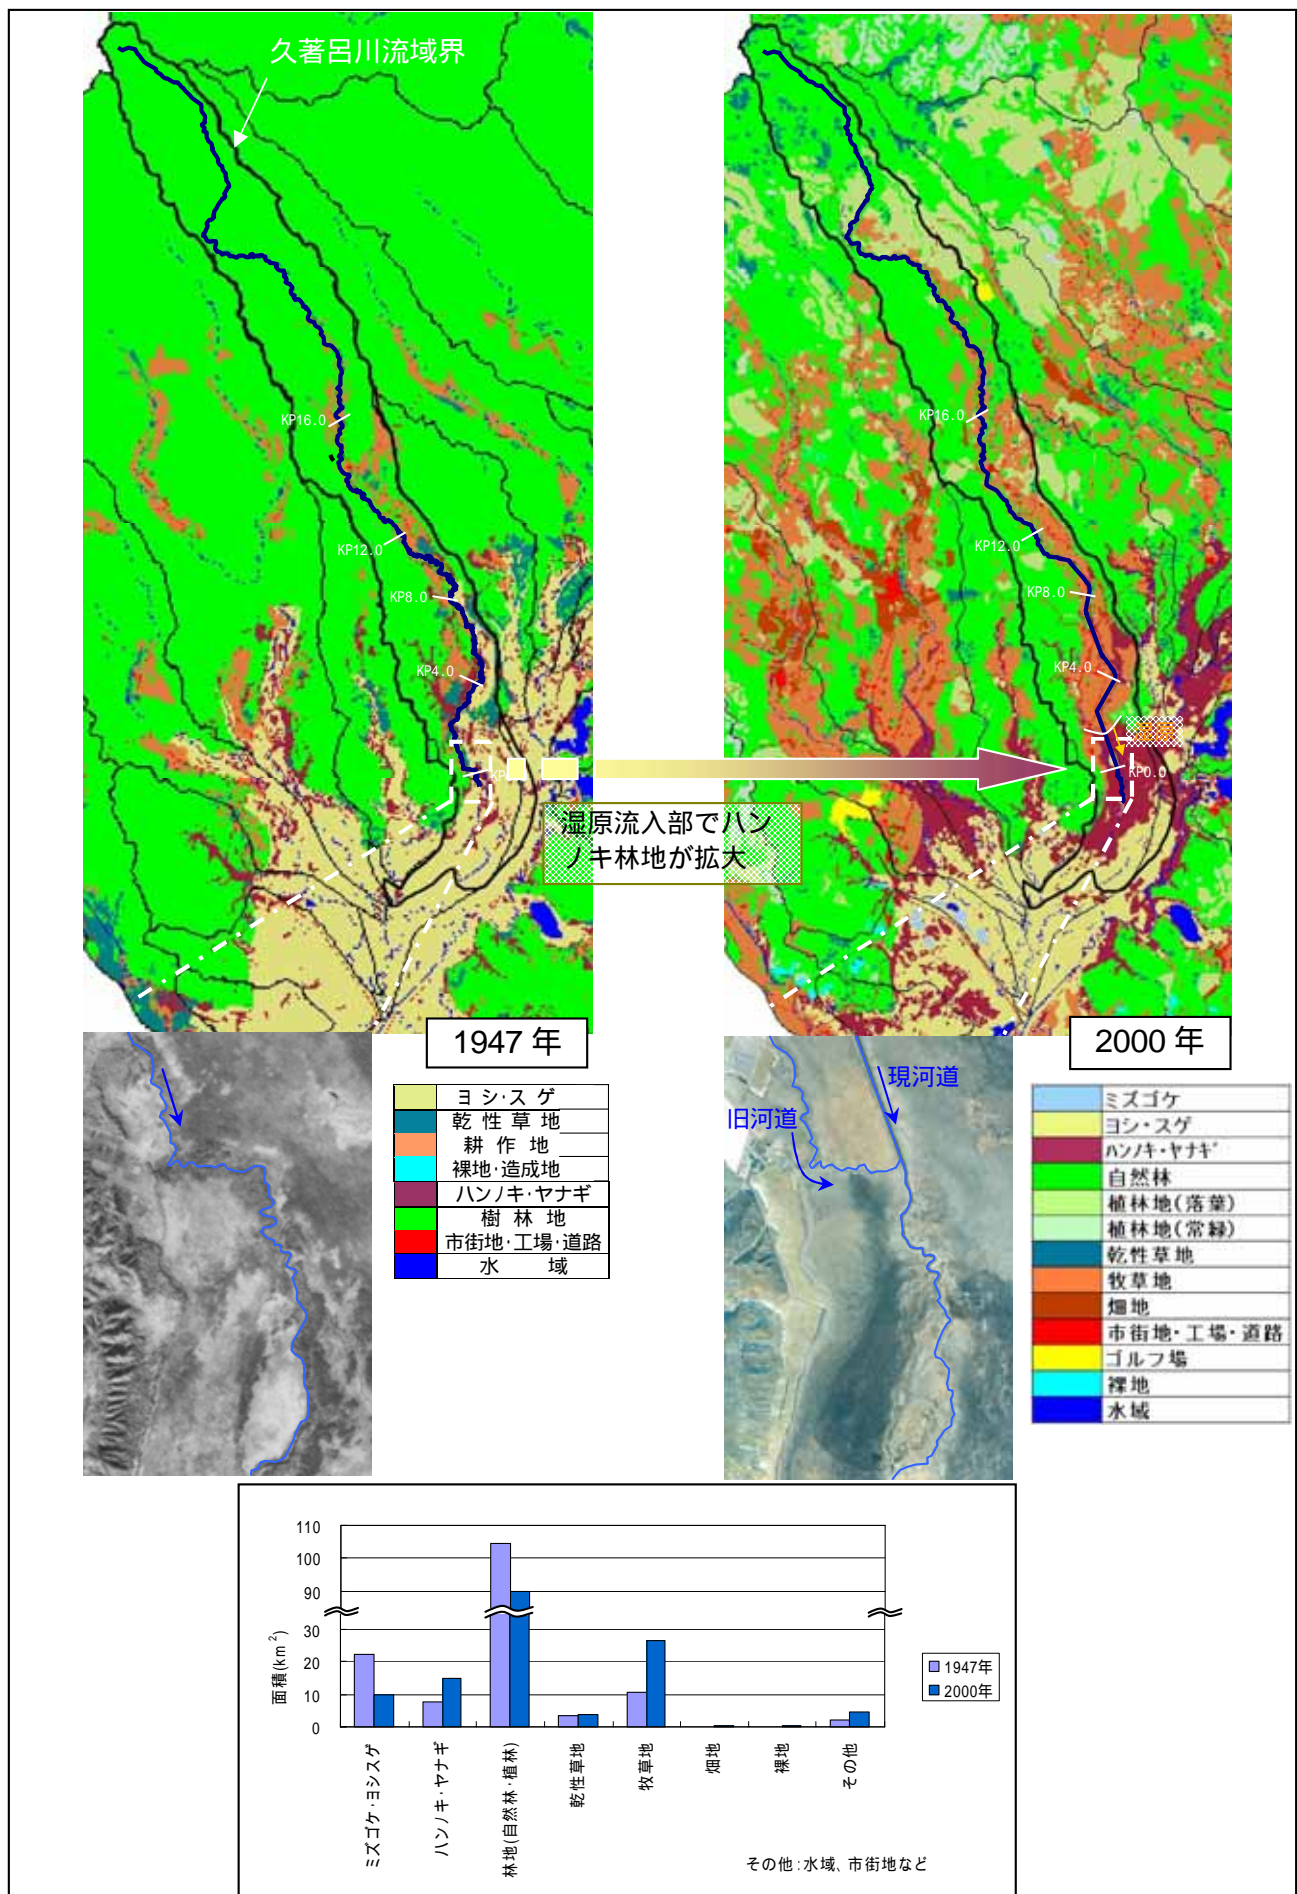 久著呂川流域界
KP16.0
KP12.0
KP8.0
KP4.0
KP16.0
KP12.0
KP8.0
KP4.0
KP0.0
湿原流入部でハン
ノキ林地が拡大
1947 年
2000 年
ヨシ・スゲ
乾性草地
耕作地
裸地・造成地
ハンノキ・ヤナギ
樹林地
市街地・工場・道路
水域
現河道
旧河道
ミズゴケ
ヨシ・スゲ
ハンノキ・ヤナギ
自然林
植林地(落葉)
植林地(常緑)
乾性草地
牧草地
畑地
市街地・工場・道路
ゴルフ場
裸地
水域
110
100
90
30
20
10
0
面積(km²)
1947年
2000年
ミズゴケ・ヨシスゲ
ハンノキ・ヤナギ
林地(自然林・植林)
乾性草地
牧草地
畑地
裸地
その他
その他:水域、市街地など